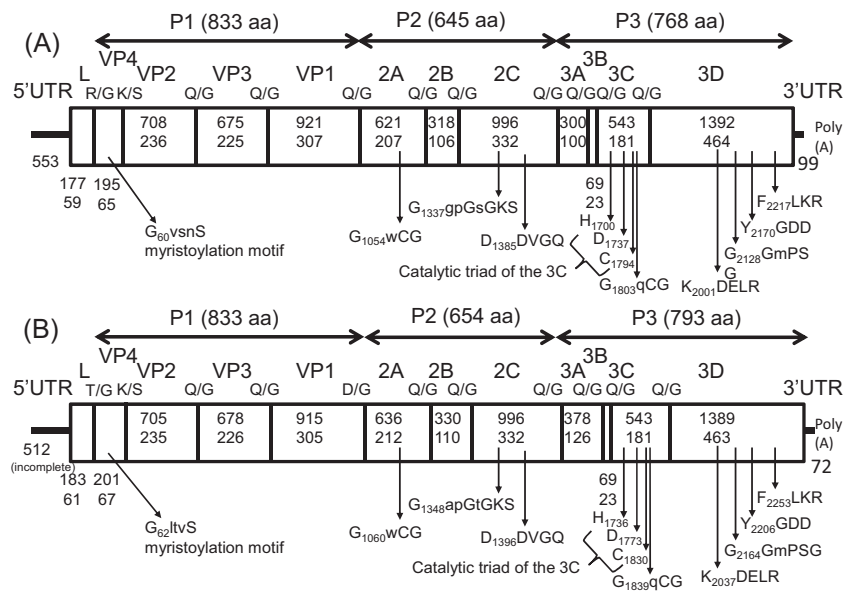 (A)
P1 (833 aa) P2 (645 aa) P3 (768 aa)
5'UTR L VP4 VP2 VP3 VP1 2A 2B 2C 3A 3B 3C 3D 3'UTR
R/G K/S Q/G Q/G Q/G Q/G Q/G Q/G Q/G Q/G Q/G
708 675 921 621 318 996 300 543 1392 Poly
236 225 307 207 106 332 100 181 464 (A)
553 99
177 195 69
59 65 23
G60vsnS
myristoylation motif
G1054wCG
G1337gpGsGKS
D1385DVGQ
H1700
D1737
C1794
Catalytic triad of the 3C
G1803qCG
K2001DELR
G2128GmPS
G
Y2170GDD
F2217LKR
(B)
P1 (833 aa) P2 (654 aa) P3 (793 aa)
5'UTR L VP4 VP2 VP3 VP1 2A 2B 2C 3A 3B 3C 3D 3'UTR
T/G K/S Q/G Q/G D/G Q/G Q/G Q/G Q/G Q/G Q/G
705 678 915 636 330 996 378 543 1389 Poly
235 226 305 212 110 332 126 181 463 (A)
512 72
(incomplete)
183 201 69
61 67 23
G62ltvS
myristoylation motif
G1060wCG
G1348apGtGKS
D1396DVGQ
H1736
D1773
C1830
Catalytic triad of the 3C
G1839qCG
K2037DELR
G2164GmPSG
Y2206GDD
F2253LKR